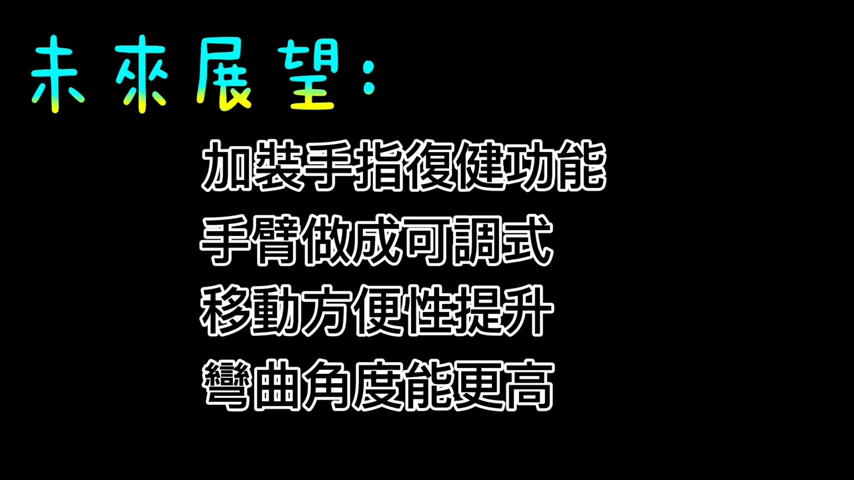 未來展望:
加裝手指復健功能
手臂做成可調式
移動方便性提升
彎曲角度能更高